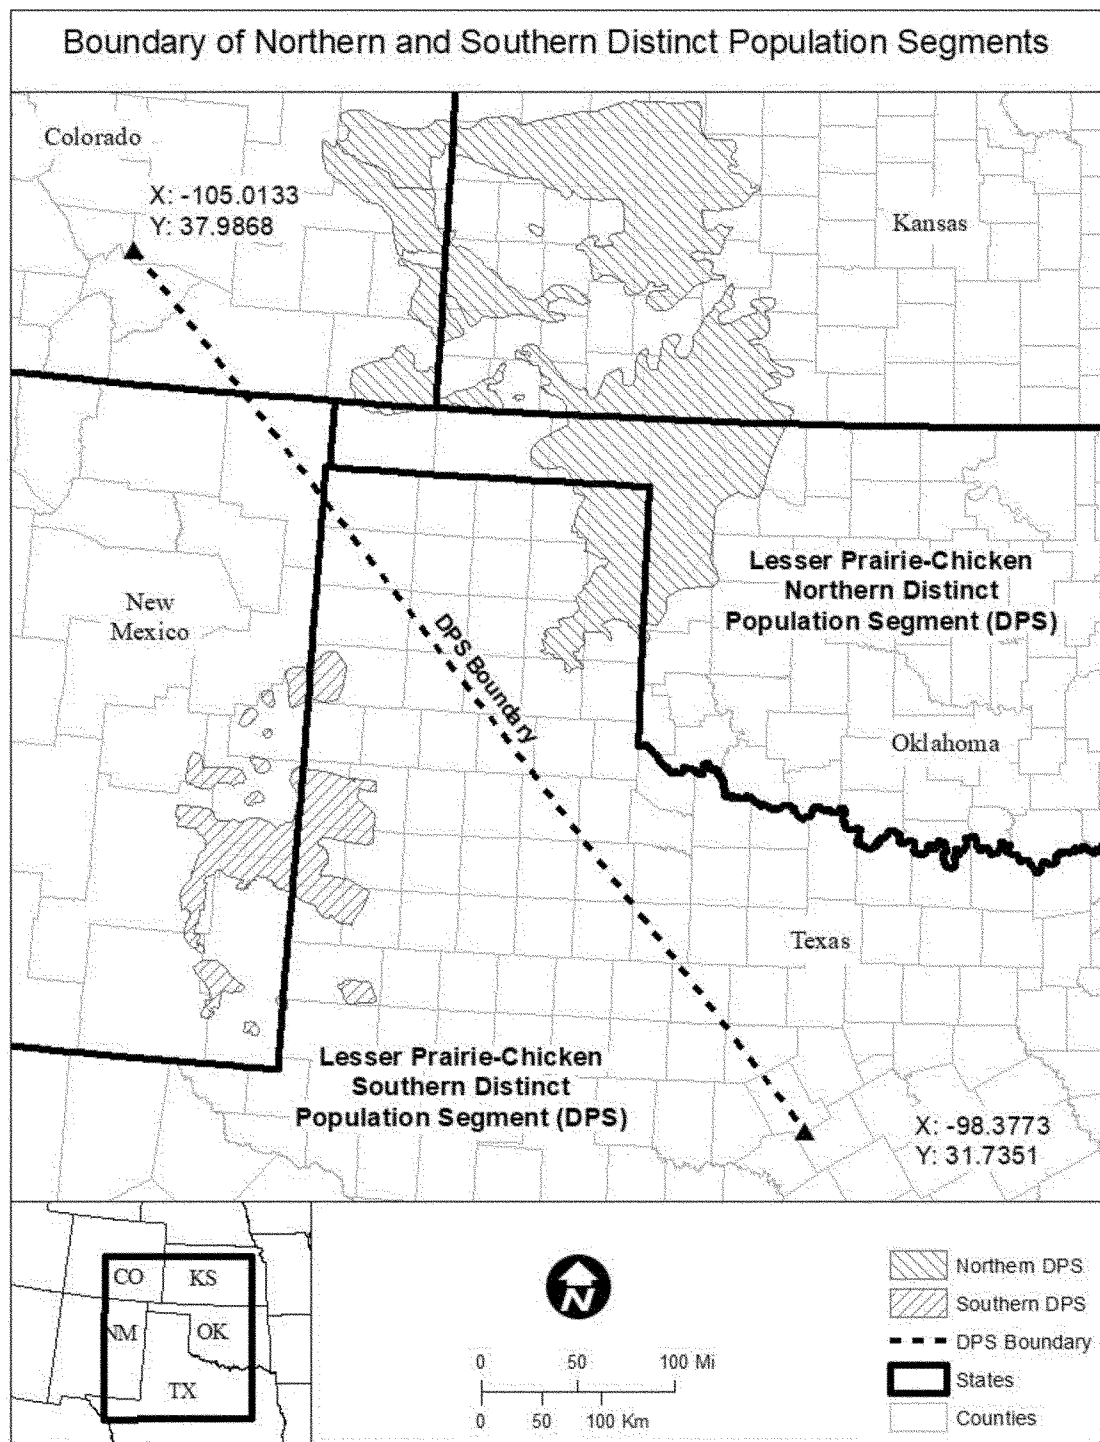 Boundary of Northern and Southern Distinct Population Segments
Colorado
X: -105.0133
Y: 37.9868
Kansas
Lesser Prairie-Chicken
Northern Distinct
Population Segment (DPS)
New
Mexico
DPS Boundary
Oklahoma
Texas
Lesser Prairie-Chicken
Southern Distinct
Population Segment (DPS)
X: -98.3773
Y: 31.7351
CO
KS
NM
OK
TX
N
0 50 100 Mi
0 50 100 Km
Northern DPS
Southern DPS
DPS Boundary
States
Counties